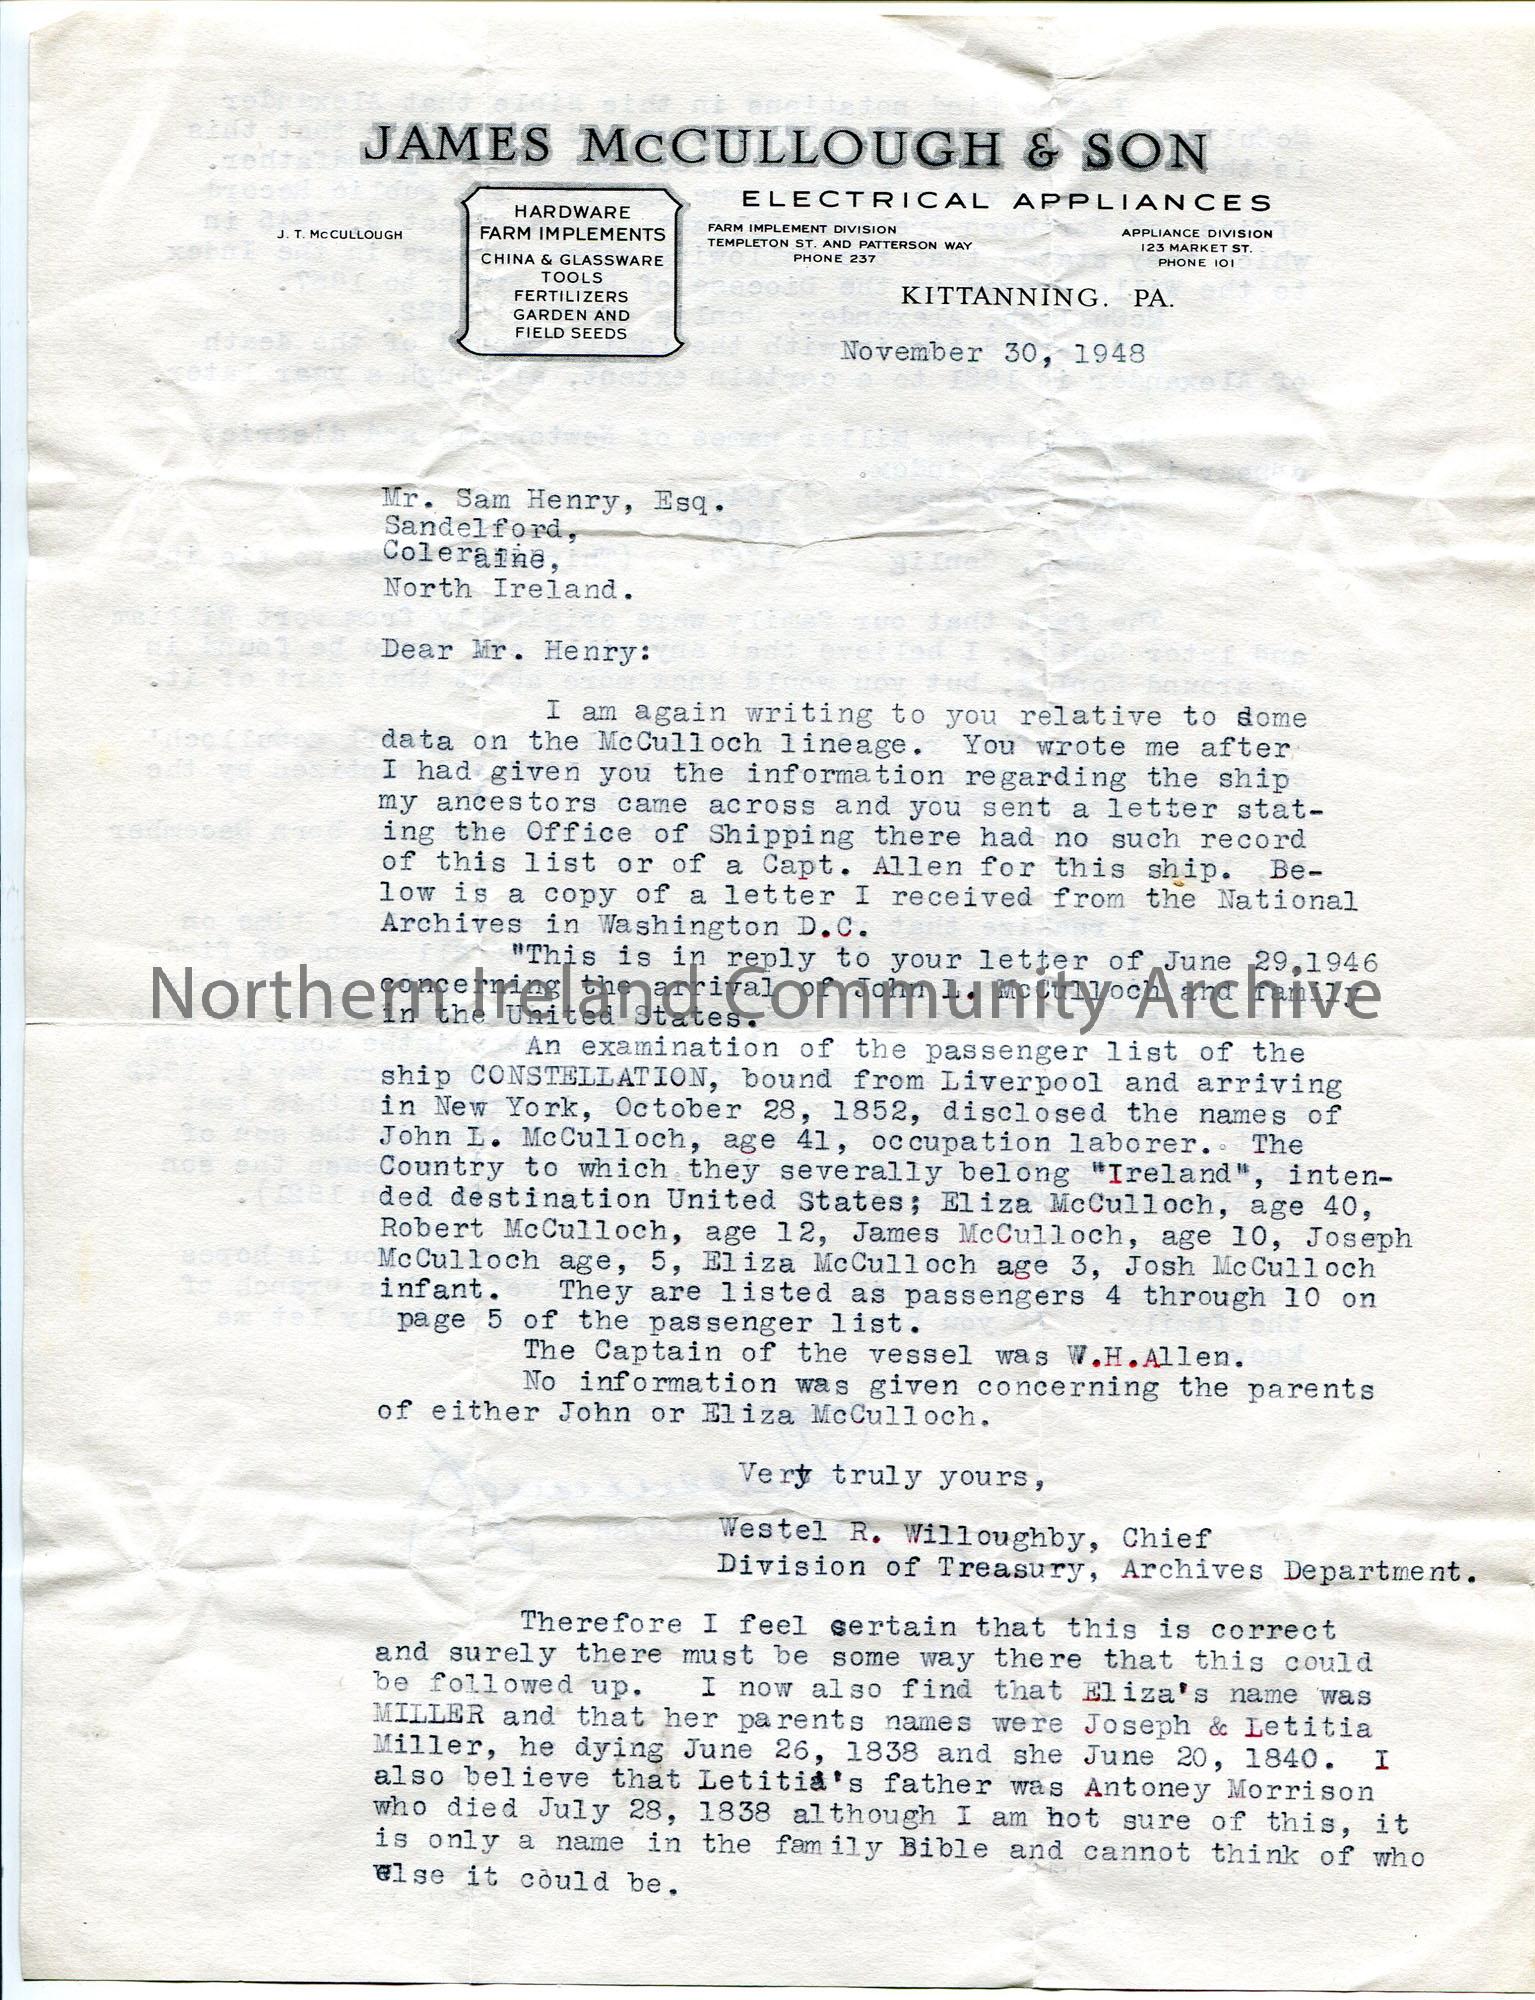 JAMES McCULLOUGH & SON
ELECTRICAL APPLIANCES
J. T. McCULLOUGH
HARDWARE
FARM IMPLEMENTS
CHINA & GLASSWARE
TOOLS
FERTILIZERS
GARDEN AND
FIELD SEEDS
FARM IMPLEMENT DIVISION
TEMPLETON ST. AND PATTERSON WAY
PHONE 237
APPLIANCE DIVISION
123 MARKET ST.
PHONE 101
KITTANNING. PA.
November 30, 1948
Mr. Sam Henry, Esq.
Sandelford,
Coleraine,
North Ireland.
Dear Mr. Henry:
I am again writing to you relative to some
data on the McCulloch lineage. You wrote me after
I had given you the information regarding the ship
my ancestors came across and you sent a letter stat-
ing the Office of Shipping there had no such record
of this list or of a Capt. Allen for this ship. Be-
low is a copy of a letter I received from the National
Archives in Washington D.C.
"This is in reply to your letter of June 29,1946
concerning the arrival of John L. McCulloch and family
in the United States.
Northern Ireland Community Archive
An examination of the passenger list of the
ship CONSTELLATION, bound from Liverpool and arriving
in New York, October 28, 1852, disclosed the names of
John L. McCulloch, age 41, occupation laborer. The
Country to which they severally belong "Ireland", inten-
ded destination United States; Eliza McCulloch, age 40,
Robert McCulloch, age 12, James McCulloch, age 10, Joseph
McCulloch age, 5, Eliza McCulloch age 3, Josh McCulloch
infant. They are listed as passengers 4 through 10 on
page 5 of the passenger list.
The Captain of the vessel was W.H.Allen.
No information was given concerning the parents
of either John or Eliza McCulloch.
Very truly yours,
Westel R. Willoughby, Chief
Division of Treasury, Archives Department.
Therefore I feel certain that this is correct
and surely there must be some way there that this could
be followed up. I now also find that Eliza's name was
MILLER and that her parents names were Joseph & Letitia
Miller, he dying June 26, 1838 and she June 20, 1840. I
also believe that Letitia's father was Antoney Morrison
who died July 28, 1838 although I am not sure of this, it
is only a name in the family Bible and cannot think of who
else it could be.